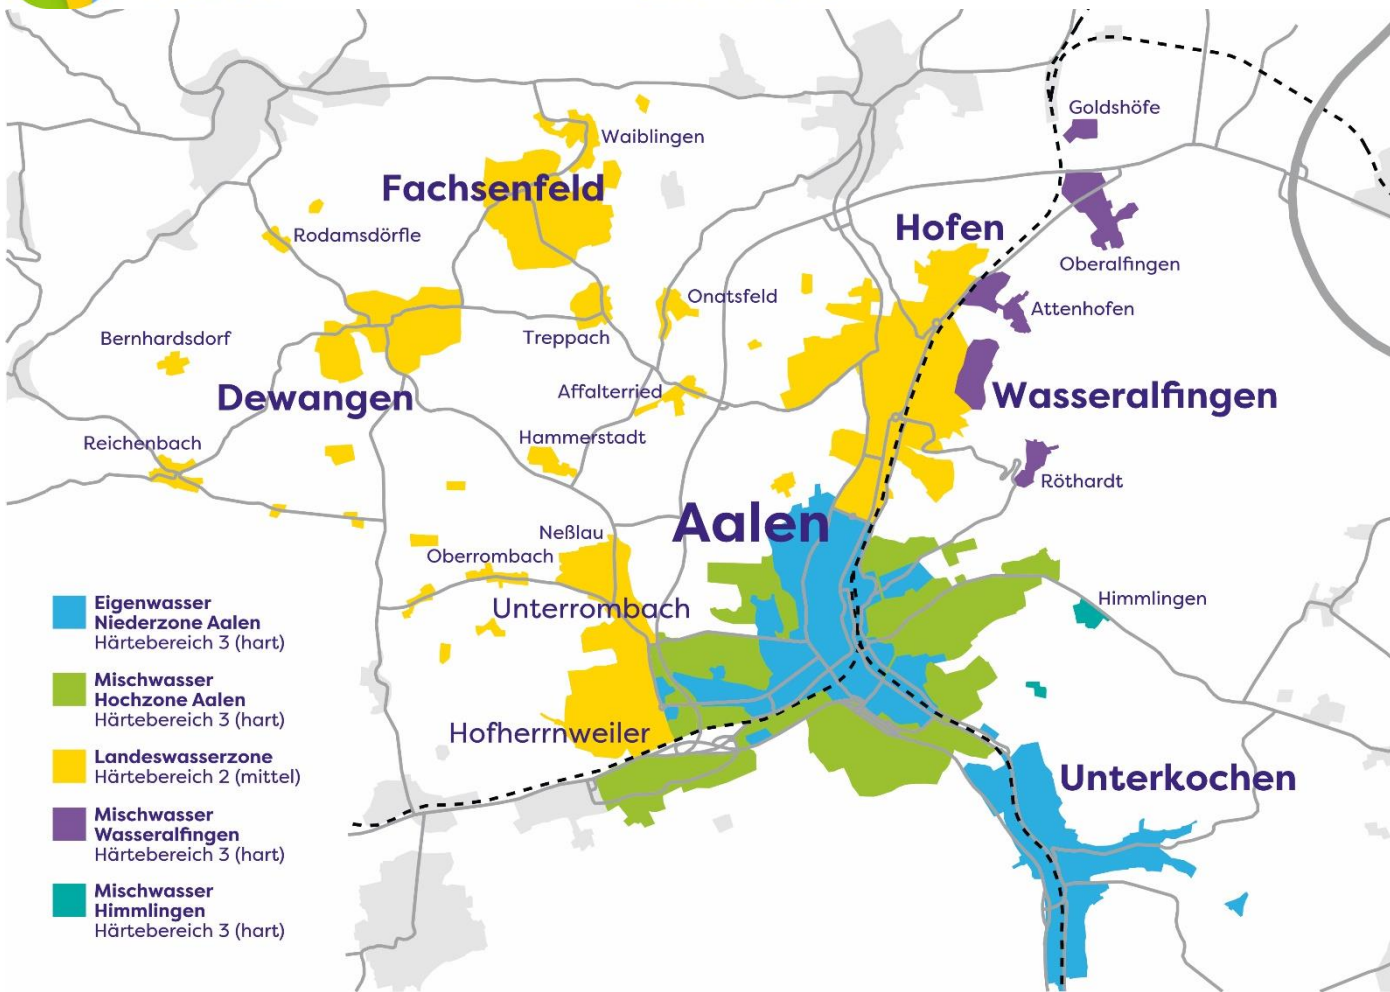 Goldshöfe
Waiblingen
Fachsenfeld
Hofen
Rodamsdörfle
Oberalfingen
Onatsfeld
Attenhofen
Bernhardsdorf
Treppach
Dewangen
Affalterried
Wasseralfingen
Reichenbach
Hammerstadt
Röthardt
Aalen
Neßlau
Oberrombach
Unterrombach
Himmlingen
Hofherrnweiler
Unterkochen
Eigenwasser
Niederzone Aalen
Härtebereich 3 (hart)
Mischwasser
Hochzone Aalen
Härtebereich 3 (hart)
Landeswasserzone
Härtebereich 2 (mittel)
Mischwasser
Wasseralfingen
Härtebereich 3 (hart)
Mischwasser
Himmlingen
Härtebereich 3 (hart)